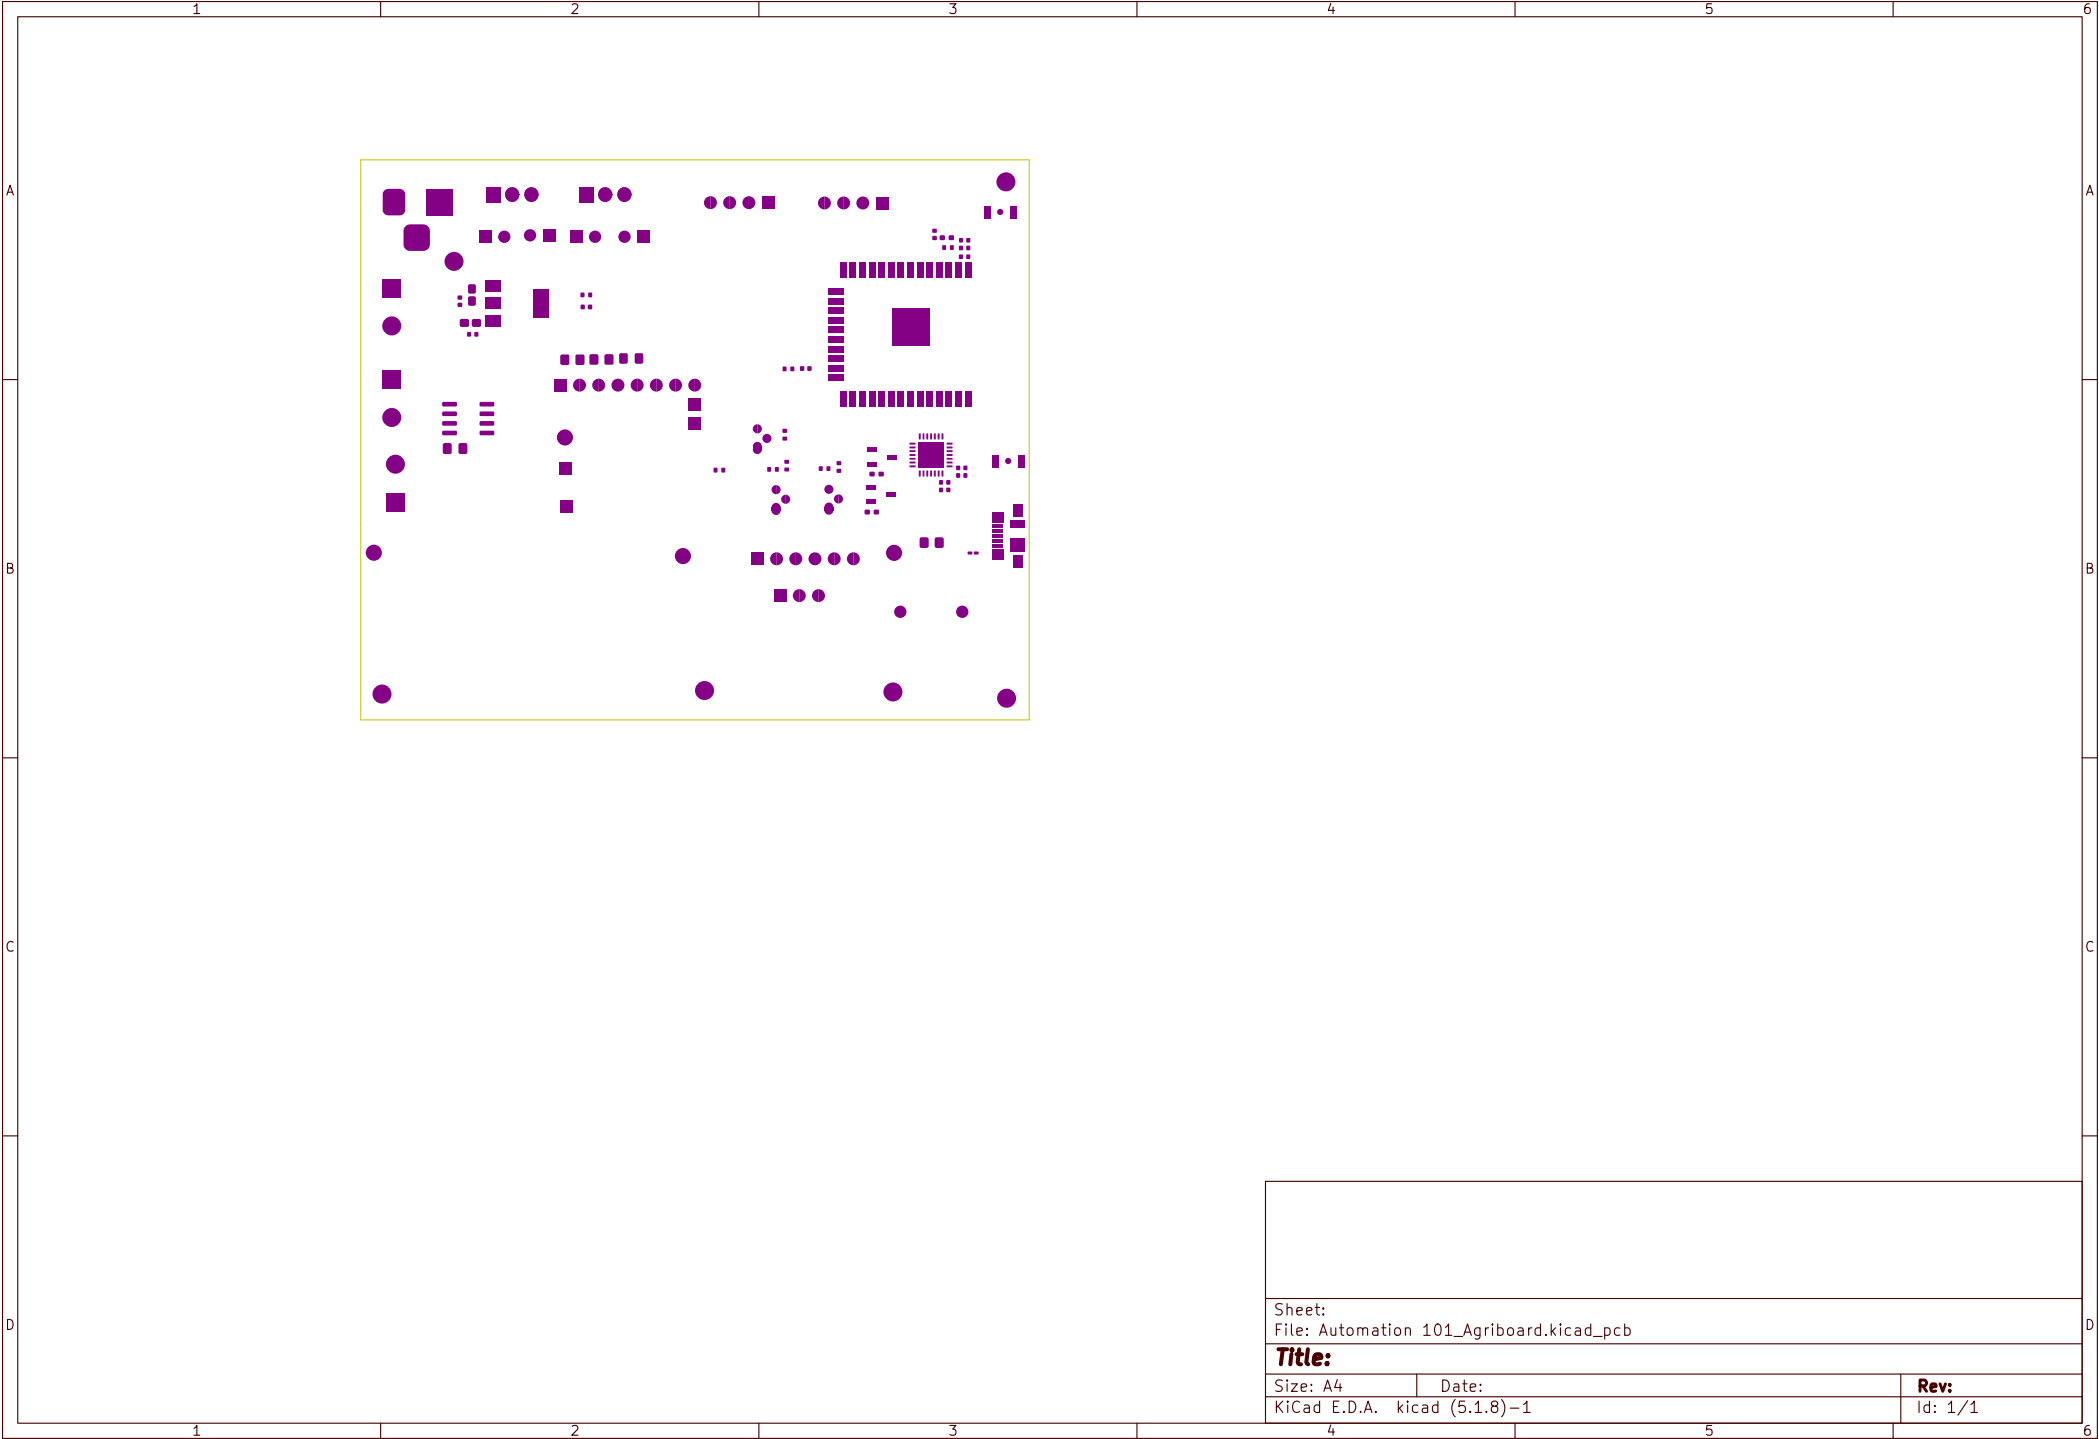 1 2 3 4 5 6
A A
B B
C C
D D
Sheet:
File: Automation 101_Agriboard.kicad_pcb
Title:
Size: A4 Date: Rev:
KiCad E.D.A. kicad (5.1.8)-1 Id: 1/1
1 2 3 4 5 6